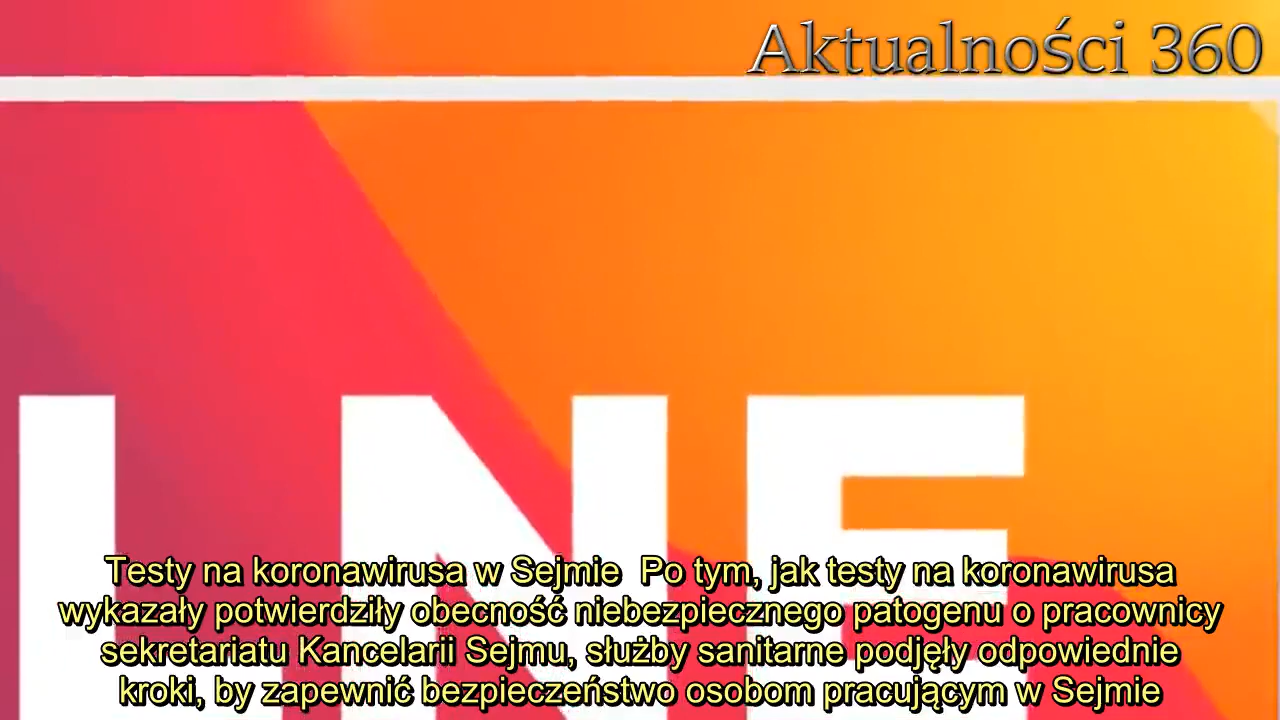 Aktualności 360
INE
Testy na koronawirusa w Sejmie  Po tym, jak testy na koronawirusa
wykazały potwierdziły obecność niebezpiecznego patogenu o pracownicy
sekretariatu Kancelarii Sejmu, służby sanitarne podjęły odpowiednie
kroki, by zapewnić bezpieczeństwo osobom pracującym w Sejmie